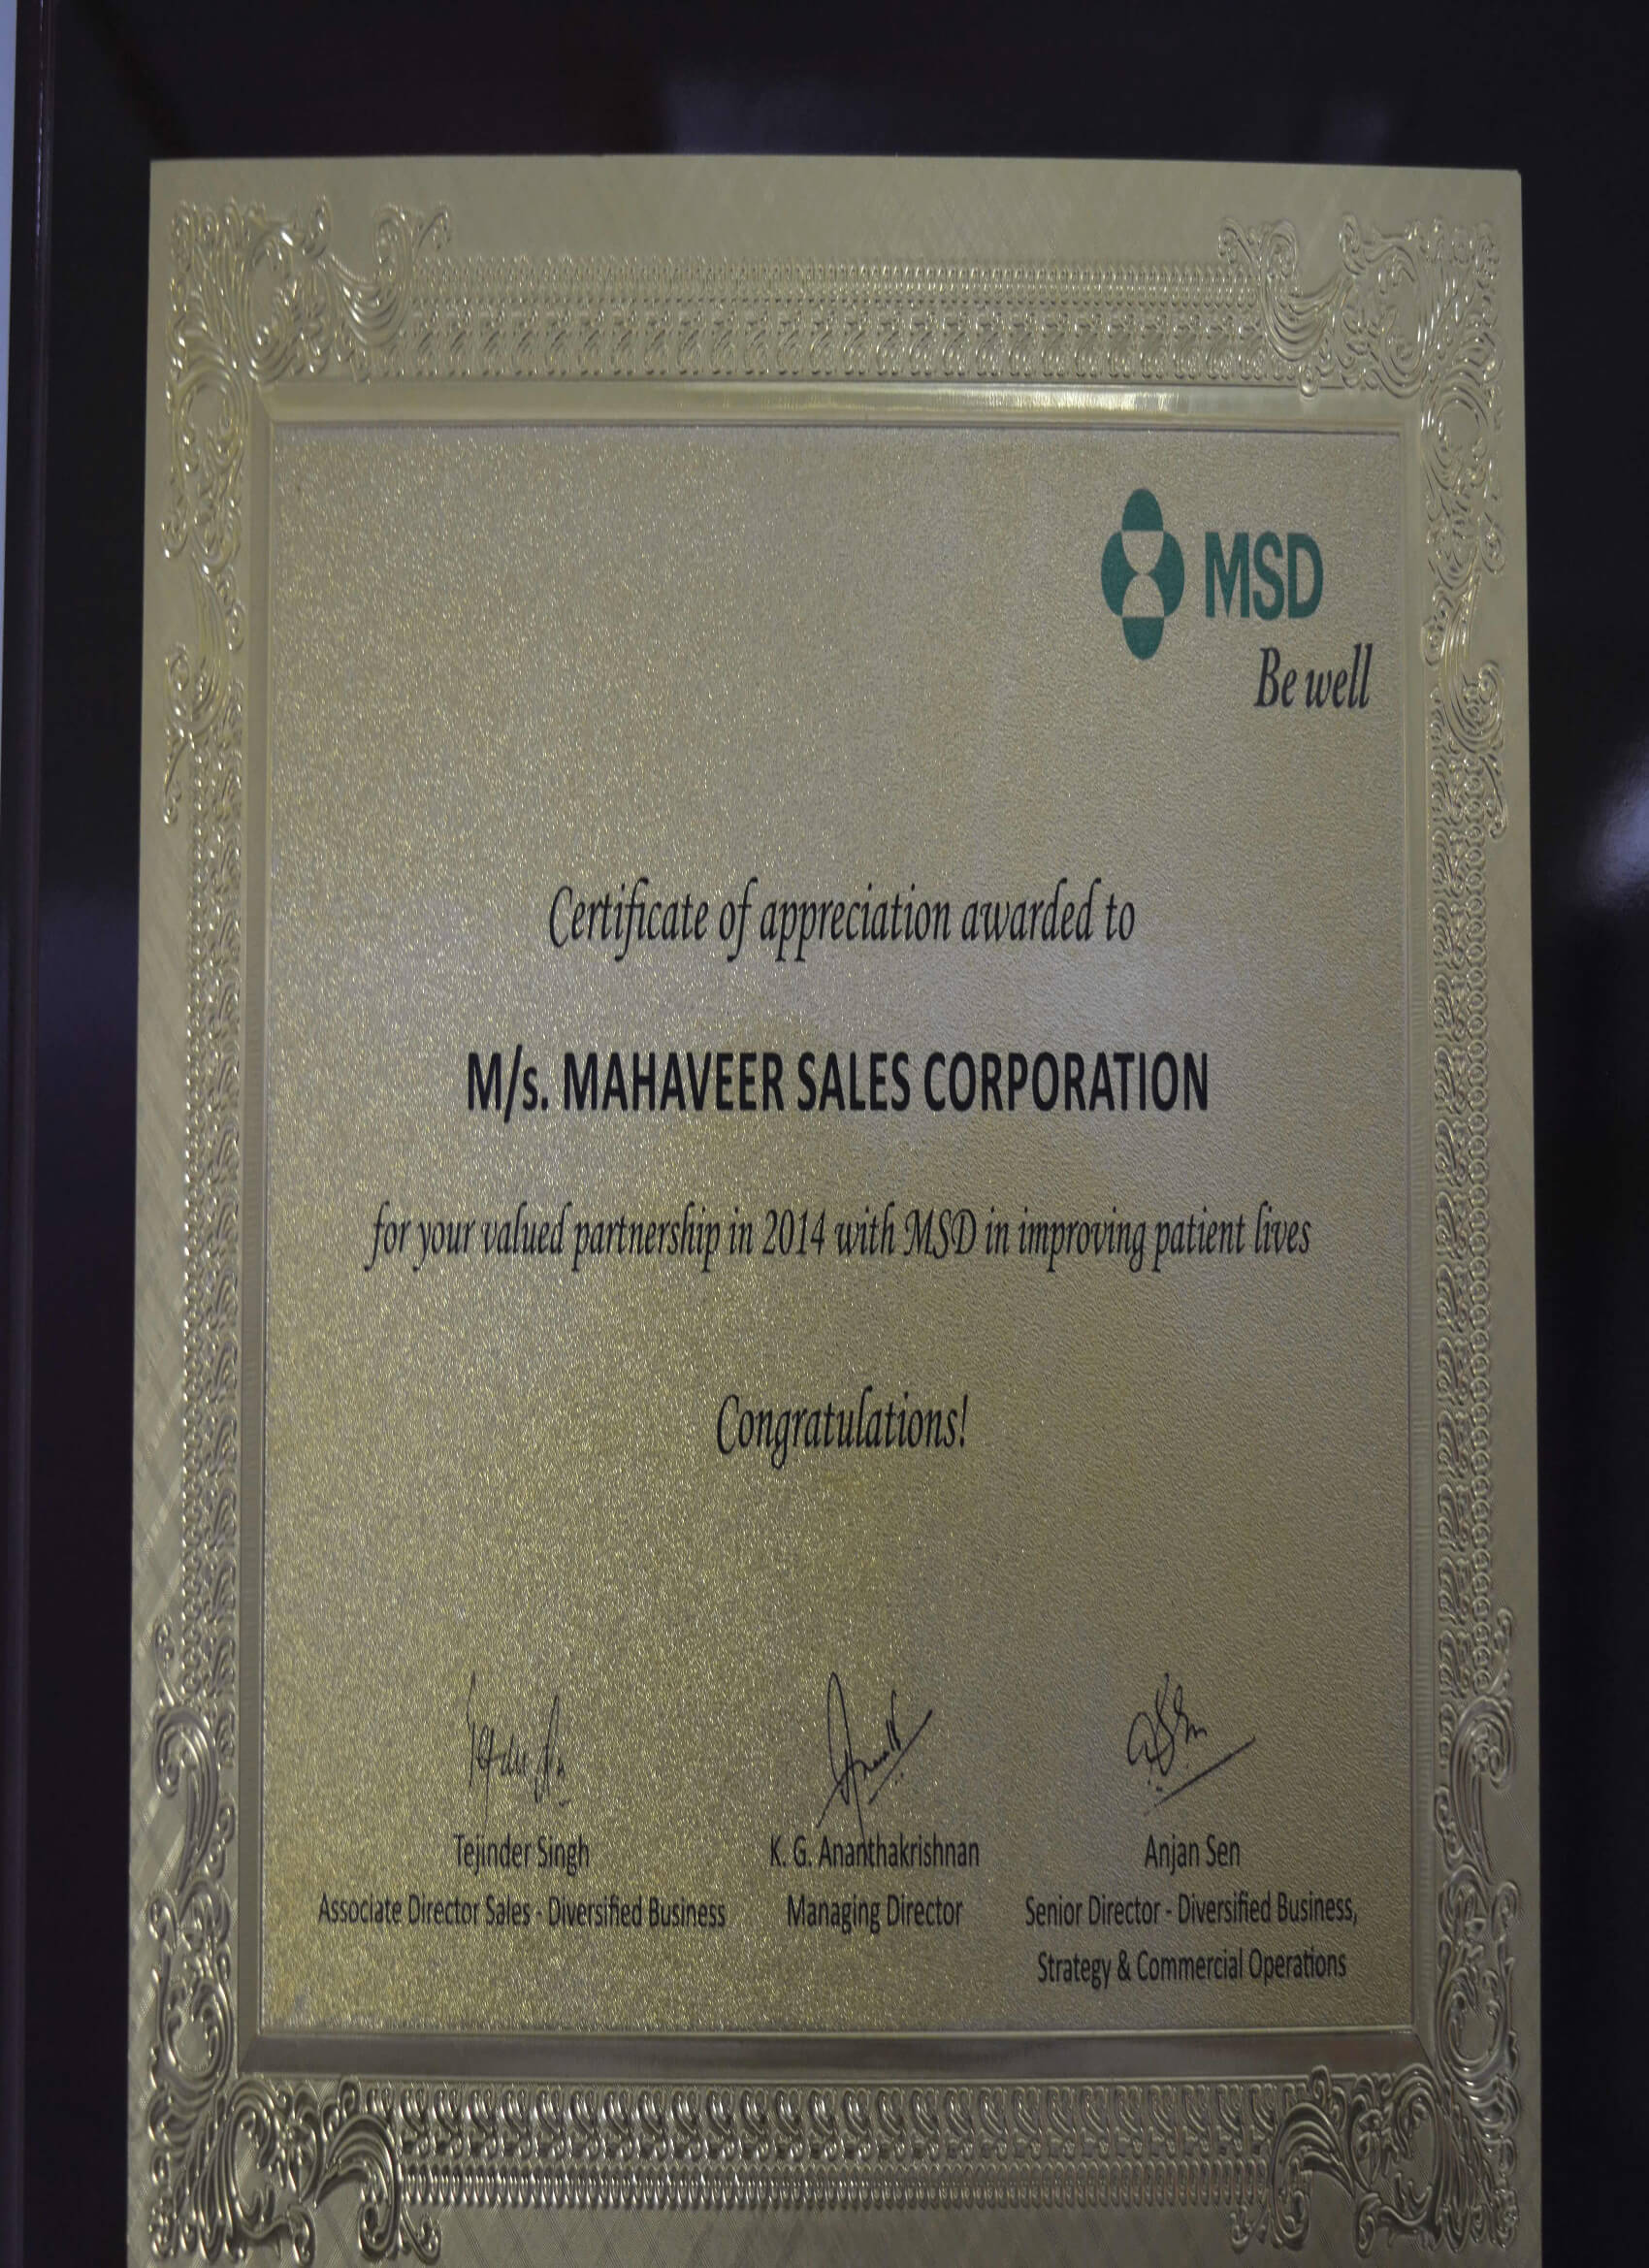 MSD
Be well
Certificate of appreciation awarded to
M/s. MAHAVEER SALES CORPORATION
for your valued partnership in 2014 with MSD in improving patient lives
Congratulations!
Tejinder Singh K. G. Ananthakrishnan Anjan Sen
Associate Director Sales - Diversified Business Managing Director Senior Director - Diversified Business,
Strategy & Commercial Operations